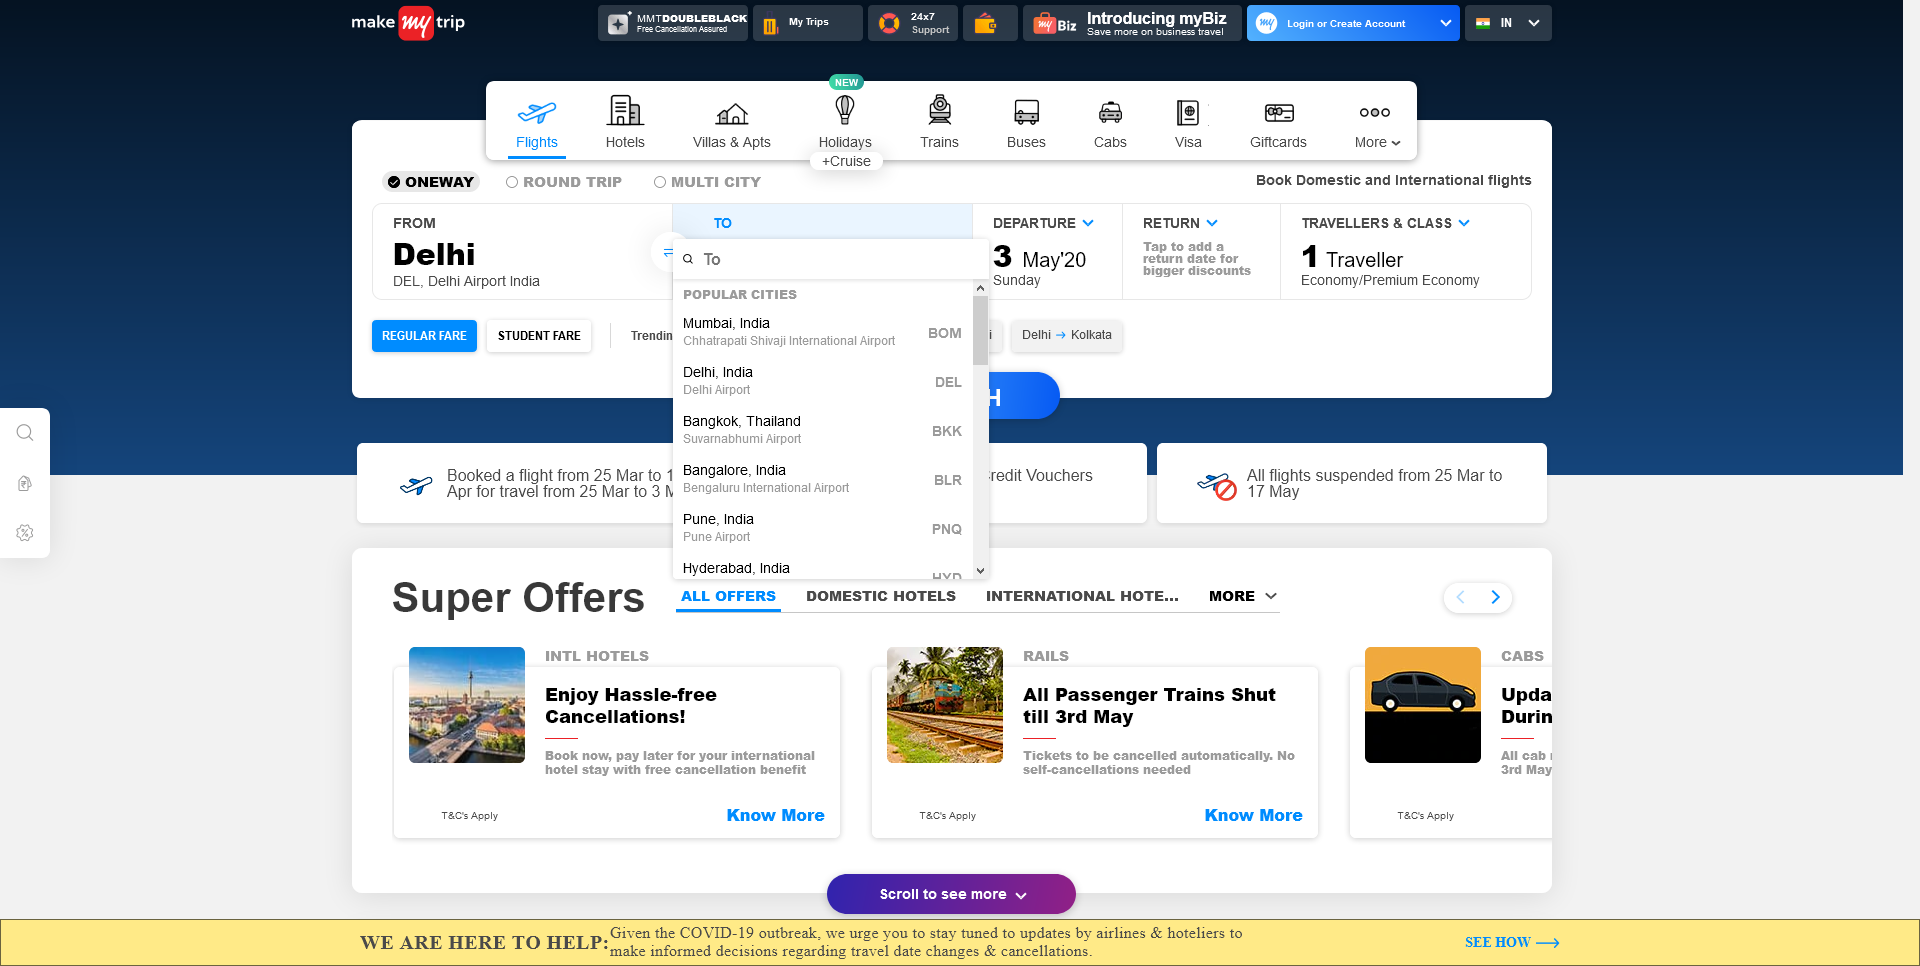 make my trip
MMTDOUBLEBLACK
Free Cancellation Assured
My Trips
24x7
Support
my Biz
Introducing myBiz
Save more on business travel
my
Login or Create Account
IN
NEW
Flights
Hotels
Villas & Apts
Holidays
Trains
Buses
Cabs
Visa
Giftcards
More
+Cruise
ONEWAY
ROUND TRIP
MULTI CITY
Book Domestic and International flights
FROM
Delhi
DEL, Delhi Airport India
TO
DEPARTURE
3 May'20
Sunday
RETURN
Tap to add a
return date for
bigger discounts
TRAVELLERS & CLASS
1 Traveller
Economy/Premium Economy
To
POPULAR CITIES
Mumbai, India
Chhatrapati Shivaji International Airport
BOM
Delhi, India
Delhi Airport
DEL
Bangkok, Thailand
Suvarnabhumi Airport
BKK
Bangalore, India
Bengaluru International Airport
BLR
Pune, India
Pune Airport
PNQ
Hyderabad, India
HYD
REGULAR FARE
STUDENT FARE
Trendin
i
Delhi → Kolkata
H
Booked a flight from 25 Mar to 1
Apr for travel from 25 Mar to 3 M
redit Vouchers
All flights suspended from 25 Mar to
17 May
Super Offers
ALL OFFERS
DOMESTIC HOTELS
INTERNATIONAL HOTE...
MORE
INTL HOTELS
Enjoy Hassle-free
Cancellations!
Book now, pay later for your international
hotel stay with free cancellation benefit
T&C's Apply
Know More
RAILS
All Passenger Trains Shut
till 3rd May
Tickets to be cancelled automatically. No
self-cancellations needed
T&C's Apply
Know More
CABS
Upda
Durin
All cab
3rd May
T&C's Apply
Scroll to see more
WE ARE HERE TO HELP:
Given the COVID-19 outbreak, we urge you to stay tuned to updates by airlines & hoteliers to
make informed decisions regarding travel date changes & cancellations.
SEE HOW